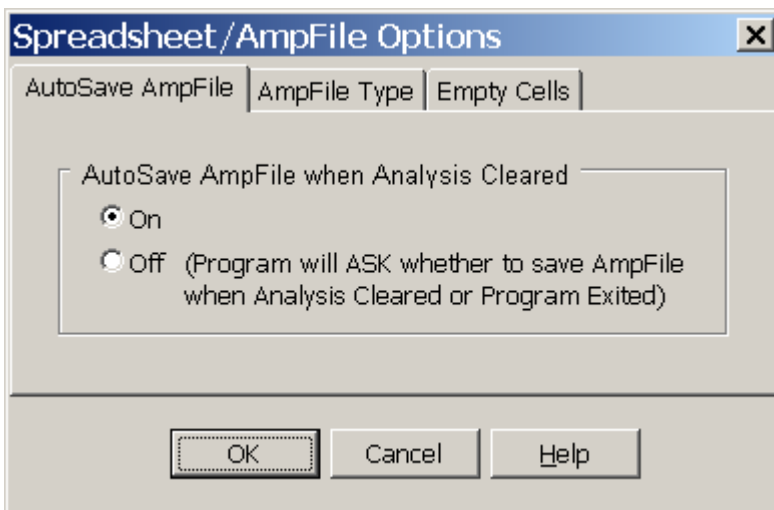 Spreadsheet/AmpFile Options
AutoSave AmpFile AmpFile Type Empty Cells
AutoSave AmpFile when Analysis Cleared
On
Off (Program will ASK whether to save AmpFile
when Analysis Cleared or Program Exited)
OK Cancel Help